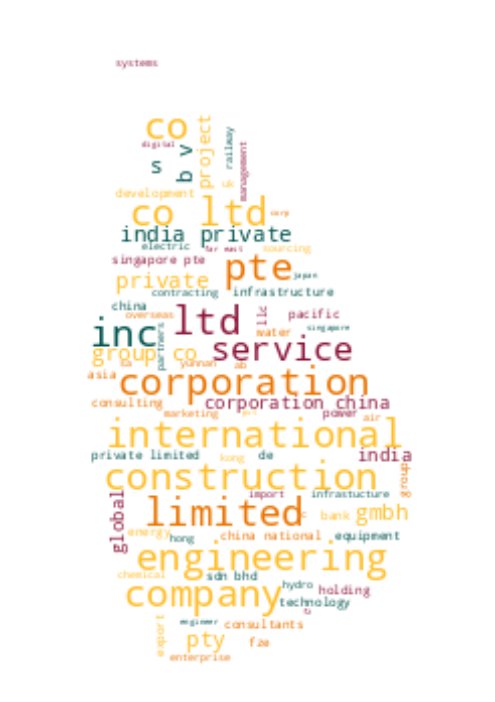 systems
co
project
digital
railway
s
b v
management
uk
development
co ltd
corp
india private
electric
far east
sourcing
singapore pte
pte
japan
private
contracting
infrastructure
china
overseas
ltd
llc
pacific
inc
partners
water
singapore
group co
service
sa
yunnan
ab
asia
corporation
consulting
corporation china
marketing
power
air
international
private limited
kong
de
india
construction
group
global
import
infrastucture
limited
bank
gmbh
energy
hong
china national
equipment
engineering
chemical
sdn bhd
hydro
company
holding
technology
engineer
consultants
export
pty
fze
enterprise